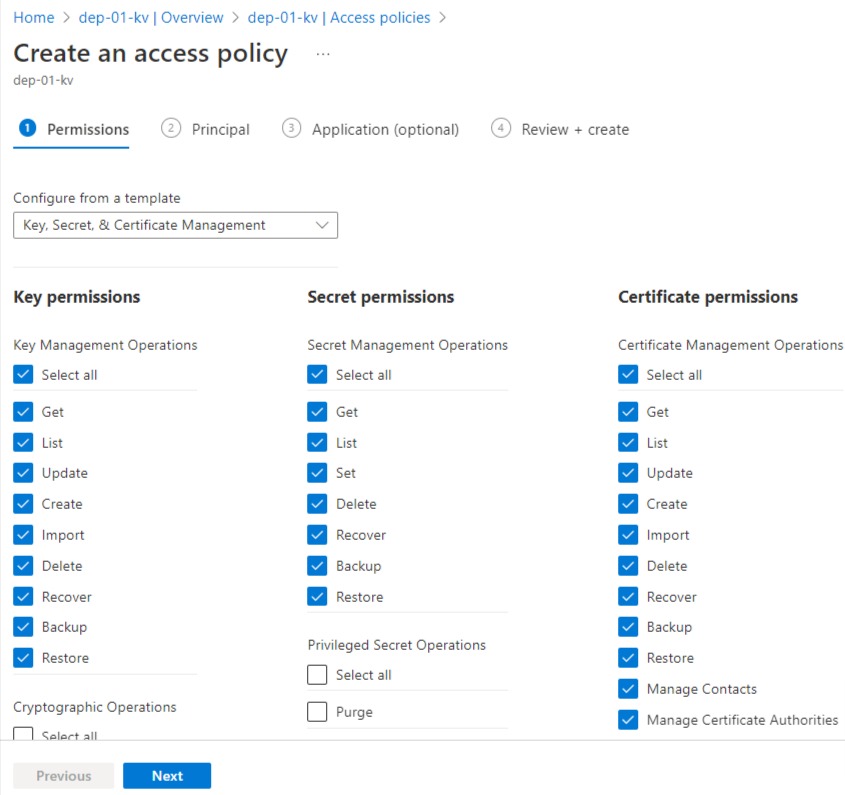 Home > dep-01-kv | Overview > dep-01-kv | Access policies >
Create an access policy ...
dep-01-kv
1 Permissions 2 Principal 3 Application (optional) 4 Review + create
Configure from a template
Key, Secret, & Certificate Management
Key permissions
Key Management Operations
Select all
Get
List
Update
Create
Import
Delete
Recover
Backup
Restore
Cryptographic Operations
Select all
Secret permissions
Secret Management Operations
Select all
Get
List
Set
Delete
Recover
Backup
Restore
Privileged Secret Operations
Select all
Purge
Certificate permissions
Certificate Management Operations
Select all
Get
List
Update
Create
Import
Delete
Recover
Backup
Restore
Manage Contacts
Manage Certificate Authorities
Previous Next